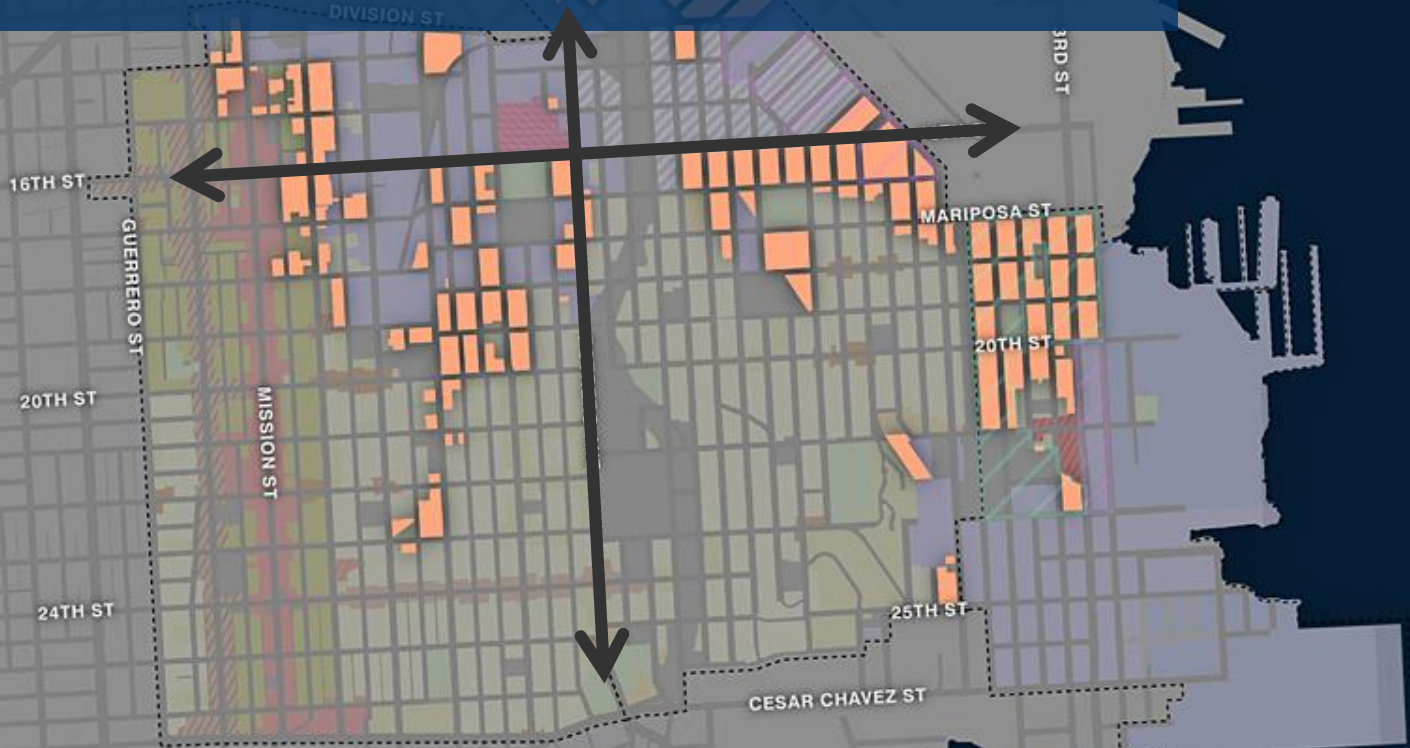 DIVISION ST
3RD ST
16TH ST
MARIPOSA ST
GUERRERO ST
20TH ST
20TH ST
MISSION ST
24TH ST
25TH ST
CESAR CHAVEZ ST